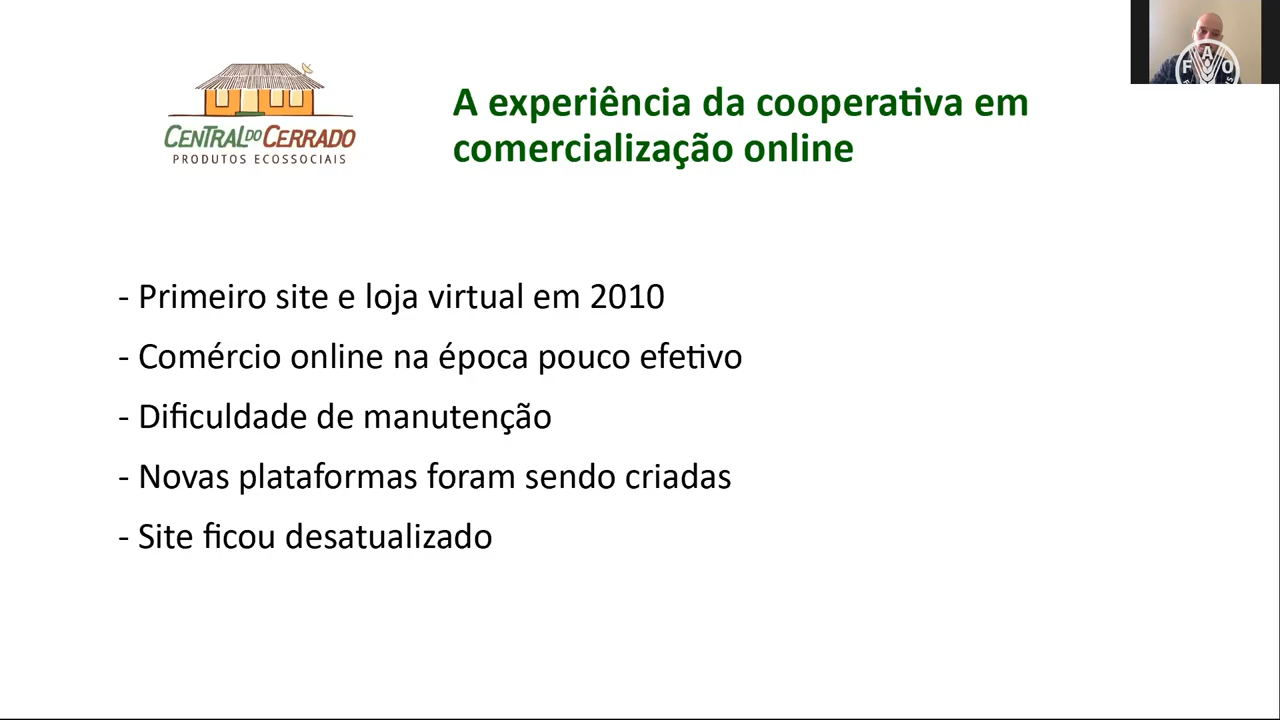 CENTRAL DO CERRADO
PRODUTOS ECOSSOCIAIS
A experiência da cooperativa em
comercialização online
- Primeiro site e loja virtual em 2010
- Comércio online na época pouco efetivo
- Dificuldade de manutenção
- Novas plataformas foram sendo criadas
- Site ficou desatualizado
FAO